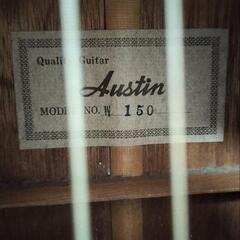 Quality Guitar
Austin
MODEL NO. W 150